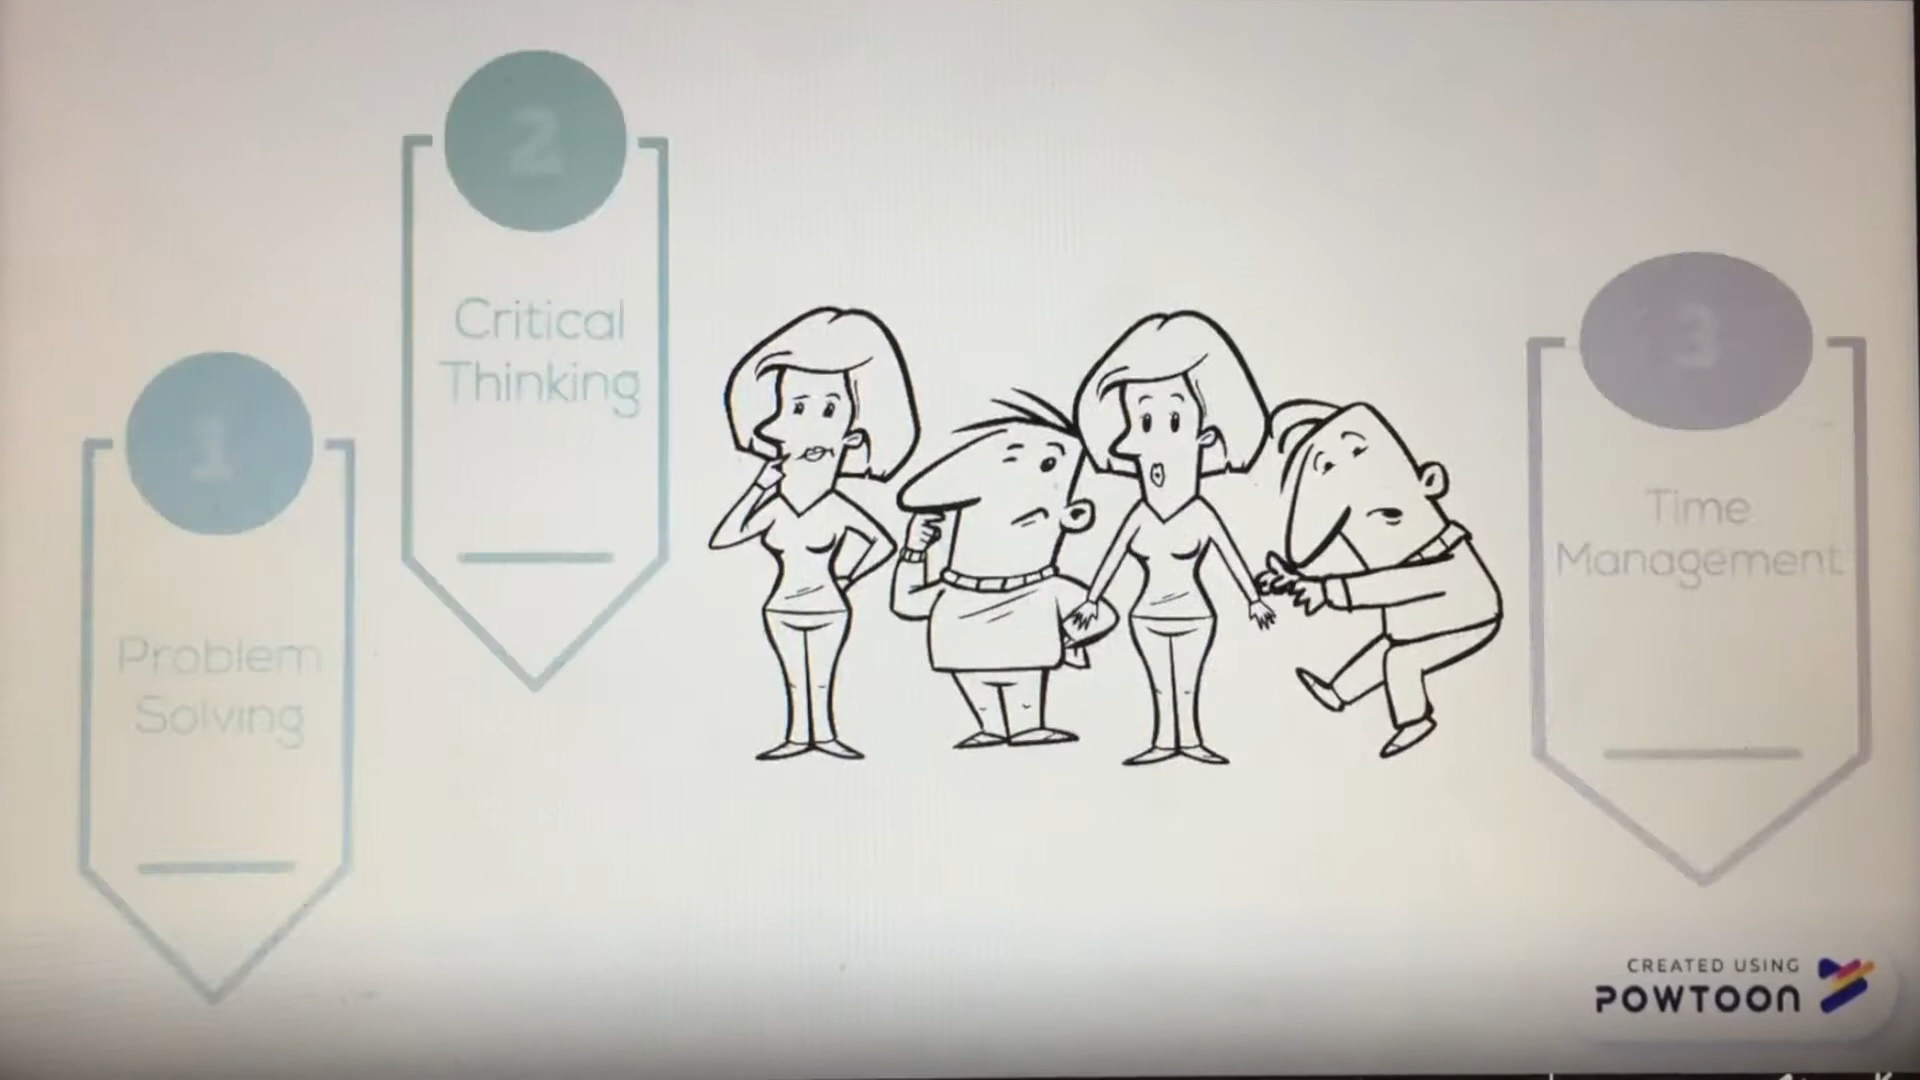 1
Problem
Solving
2
Critical
Thinking
3
Time
Management
CREATED USING
POWTOON